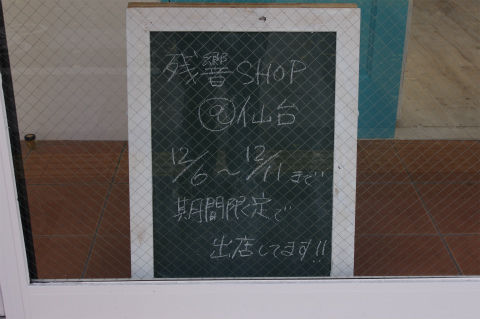 残響SHOP
@仙台
12/6〜12/11まで
期間限定で
出店してます!!